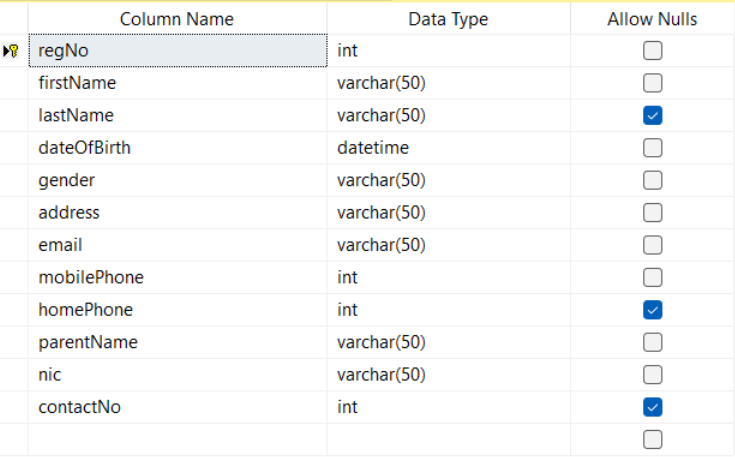 Column Name Data Type Allow Nulls
regNo int
firstName varchar(50)
lastName varchar(50)
dateOfBirth datetime
gender varchar(50)
address varchar(50)
email varchar(50)
mobilePhone int
homePhone int
parentName varchar(50)
nic varchar(50)
contactNo int